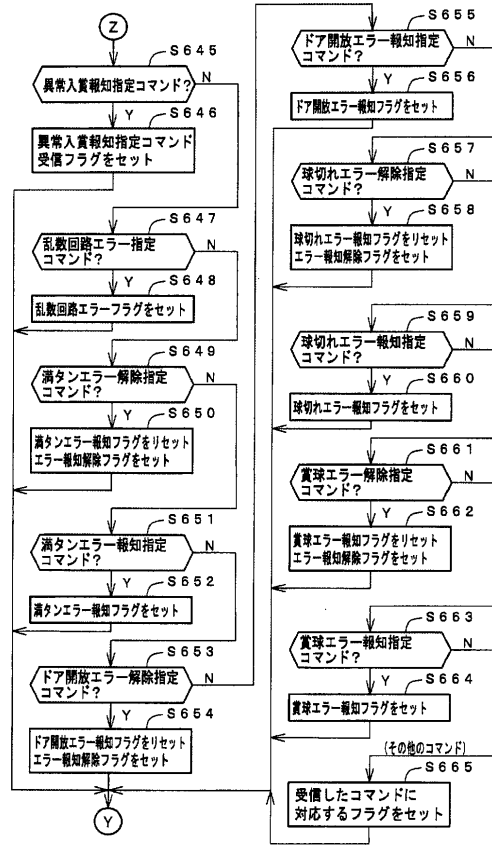 Z
S645
異常入賞報知指定コマンド?
N
Y
S646
異常入賞報知指定コマンド
受信フラグをセット
S647
乱数回路エラー指定
コマンド?
N
Y
S648
乱数回路エラーフラグをセット
S649
満タンエラー解除指定
コマンド?
N
Y
S650
満タンエラー報知フラグをリセット
エラー報知解除フラグをセット
S651
満タンエラー報知指定
コマンド?
N
Y
S652
満タンエラー報知フラグをセット
S653
ドア開放エラー解除指定
コマンド?
N
Y
S654
ドア開放エラー報知フラグをリセット
エラー報知解除フラグをセット
Y
S655
ドア開放エラー報知指定
コマンド?
N
Y
S656
ドア開放エラー報知フラグをセット
S657
球切れエラー解除指定
コマンド?
N
Y
S658
球切れエラー報知フラグをリセット
エラー報知解除フラグをセット
S659
球切れエラー報知指定
コマンド?
N
Y
S660
球切れエラー報知フラグをセット
S661
賞球エラー解除指定
コマンド?
N
Y
S662
賞球エラー報知フラグをリセット
エラー報知解除フラグをセット
S663
賞球エラー報知指定
コマンド?
N
Y
S664
賞球エラー報知フラグをセット
(その他のコマンド)
S665
受信したコマンドに
対応するフラグをセット